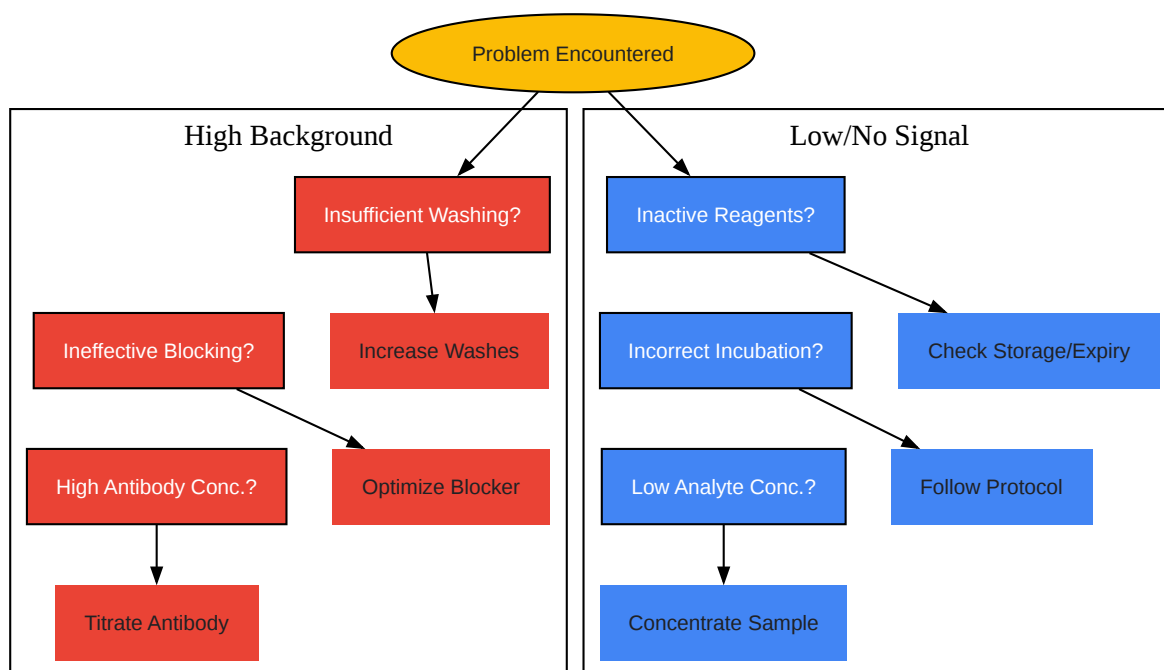 Problem Encountered
High Background
Insufficient Washing?
Increase Washes
Ineffective Blocking?
Optimize Blocker
High Antibody Conc.?
Titrate Antibody
Low/No Signal
Inactive Reagents?
Check Storage/Expiry
Incorrect Incubation?
Follow Protocol
Low Analyte Conc.?
Concentrate Sample